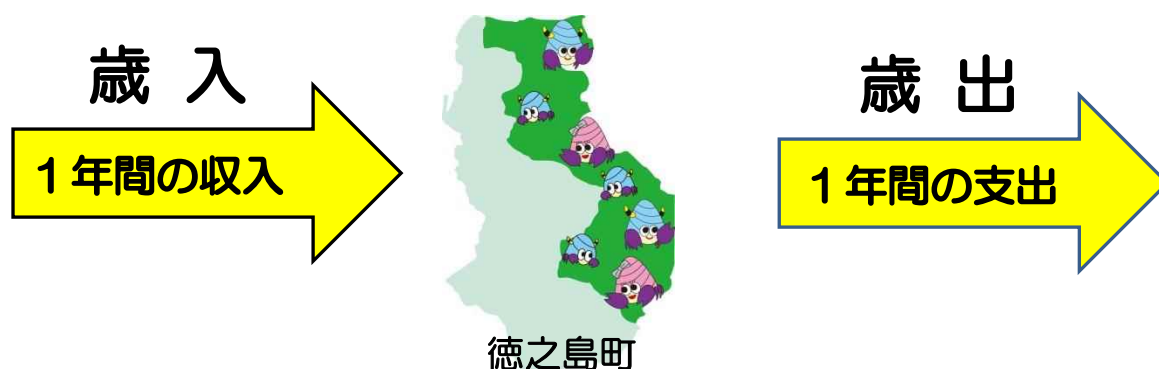 歳 入
1年間の収入
徳之島町
歳 出
1年間の支出